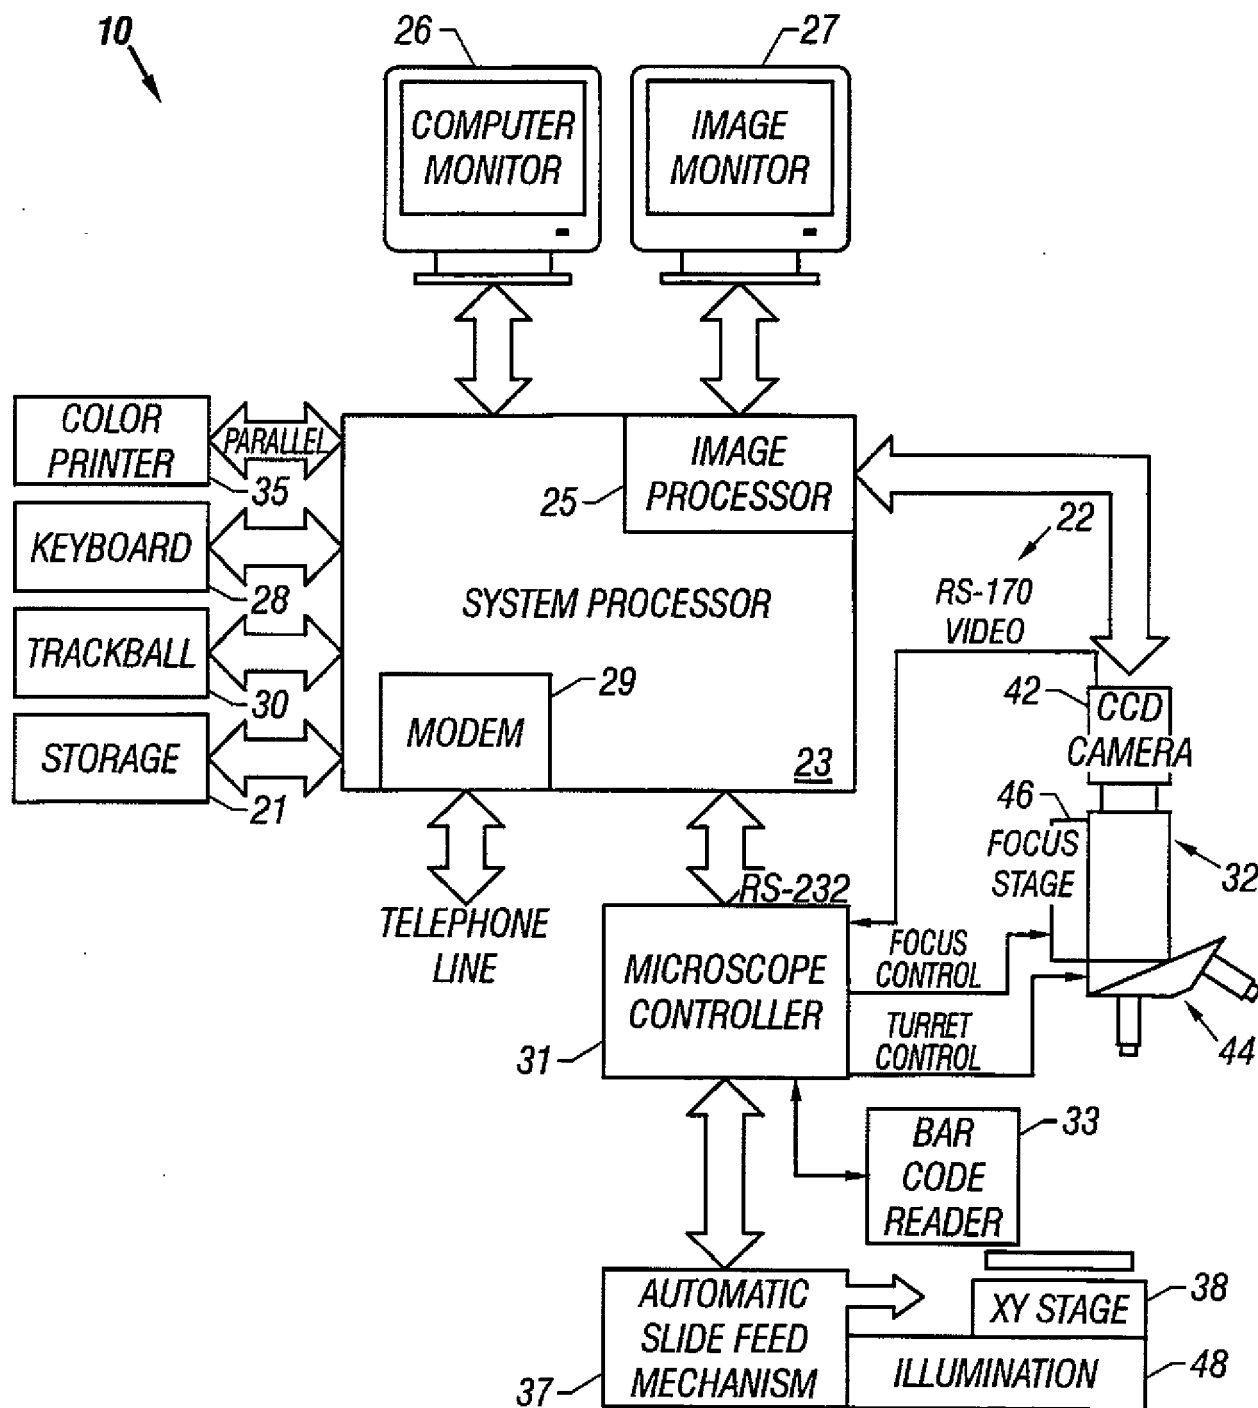 10
26
27
COMPUTER
MONITOR
IMAGE
MONITOR
COLOR
PRINTER
PARALLEL
35
IMAGE
PROCESSOR
25
22
KEYBOARD
28
SYSTEM PROCESSOR
RS-170
VIDEO
TRACKBALL
30
29
42
CCD
CAMERA
STORAGE
21
MODEM
23
46
FOCUS
STAGE
32
TELEPHONE
LINE
RS-232
MICROSCOPE
CONTROLLER
31
FOCUS
CONTROL
TURRET
CONTROL
44
BAR
CODE
READER
33
AUTOMATIC
SLIDE FEED
MECHANISM
37
XY STAGE
38
ILLUMINATION
48